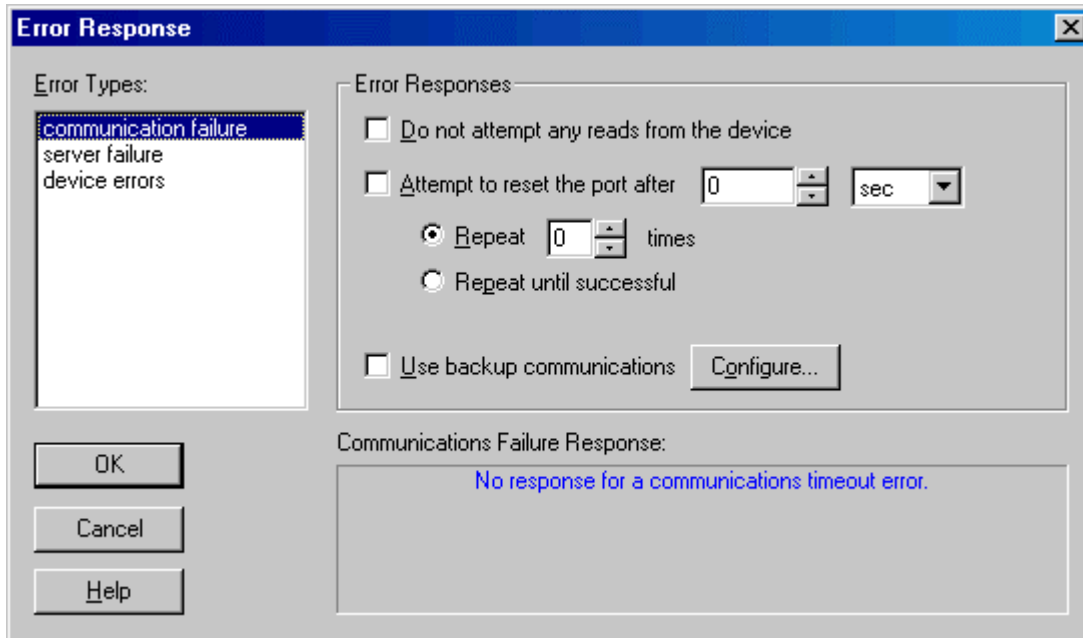 Error Response
Error Types:
communication failure
server failure
device errors
OK
Cancel
Help
Error Responses
Do not attempt any reads from the device
Attempt to reset the port after 0 sec
Repeat 0 times
Repeat until successful
Use backup communications Configure...
Communications Failure Response:
No response for a communications timeout error.